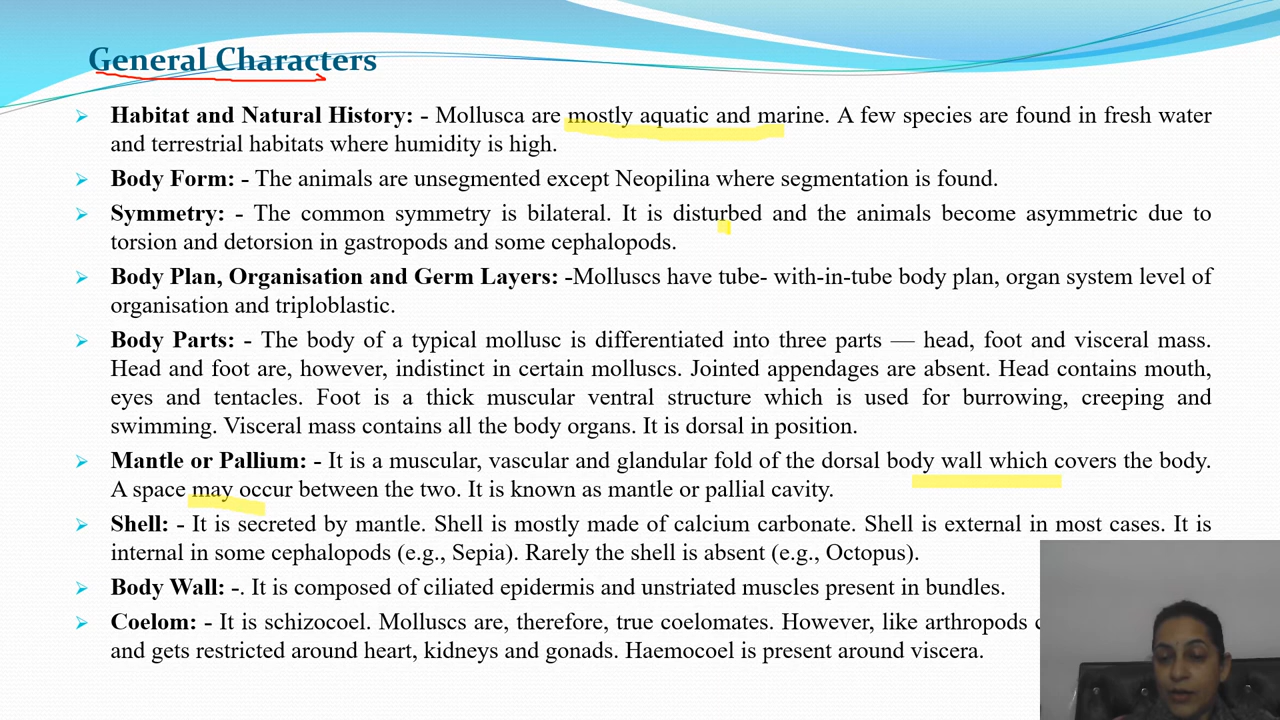 General Characters
Habitat and Natural History: - Mollusca are mostly aquatic and marine. A few species are found in fresh water
and terrestrial habitats where humidity is high.
Body Form: - The animals are unsegmented except Neopilina where segmentation is found.
Symmetry: - The common symmetry is bilateral. It is disturbed and the animals become asymmetric due to
torsion and detorsion in gastropods and some cephalopods.
Body Plan, Organisation and Germ Layers: -Molluscs have tube- with-in-tube body plan, organ system level of
organisation and triploblastic.
Body Parts: - The body of a typical mollusc is differentiated into three parts — head, foot and visceral mass.
Head and foot are, however, indistinct in certain molluscs. Jointed appendages are absent. Head contains mouth,
eyes and tentacles. Foot is a thick muscular ventral structure which is used for burrowing, creeping and
swimming. Visceral mass contains all the body organs. It is dorsal in position.
Mantle or Pallium: - It is a muscular, vascular and glandular fold of the dorsal body wall which covers the body.
A space may occur between the two. It is known as mantle or pallial cavity.
Shell: - It is secreted by mantle. Shell is mostly made of calcium carbonate. Shell is external in most cases. It is
internal in some cephalopods (e.g., Sepia). Rarely the shell is absent (e.g., Octopus).
Body Wall: -. It is composed of ciliated epidermis and unstriated muscles present in bundles.
Coelom: - It is schizocoel. Molluscs are, therefore, true coelomates. However, like arthropods
and gets restricted around heart, kidneys and gonads. Haemocoel is present around viscera.